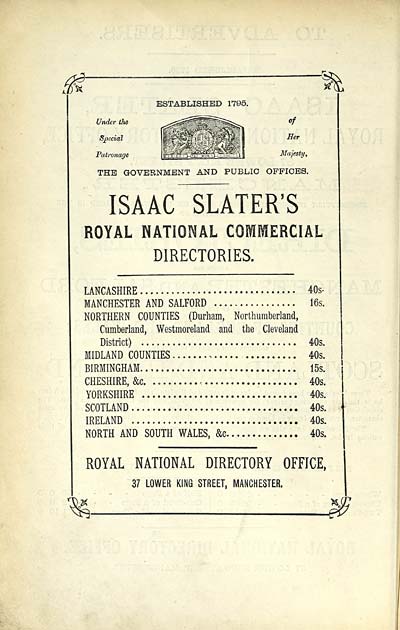 ESTABLISHED 1795.
Under the Special Patronage
of Her Majesty,
THE GOVERNMENT AND PUBLIC OFFICES.
ISAAC SLATER'S
ROYAL NATIONAL COMMERCIAL
DIRECTORIES.
LANCASHIRE 40s.
MANCHESTER AND SALFORD 16s.
NORTHERN COUNTIES (Durham, Northumberland,
Cumberland, Westmoreland and the Cleveland
District) 40s.
MIDLAND COUNTIES 40s.
BIRMINGHAM 15s.
CHESHIRE, &c. 40s.
YORKSHIRE 40s.
SCOTLAND 40s.
IRELAND 40s.
NORTH AND SOUTH WALES, &c. 40s.
ROYAL NATIONAL DIRECTORY OFFICE,
37 LOWER KING STREET, MANCHESTER.